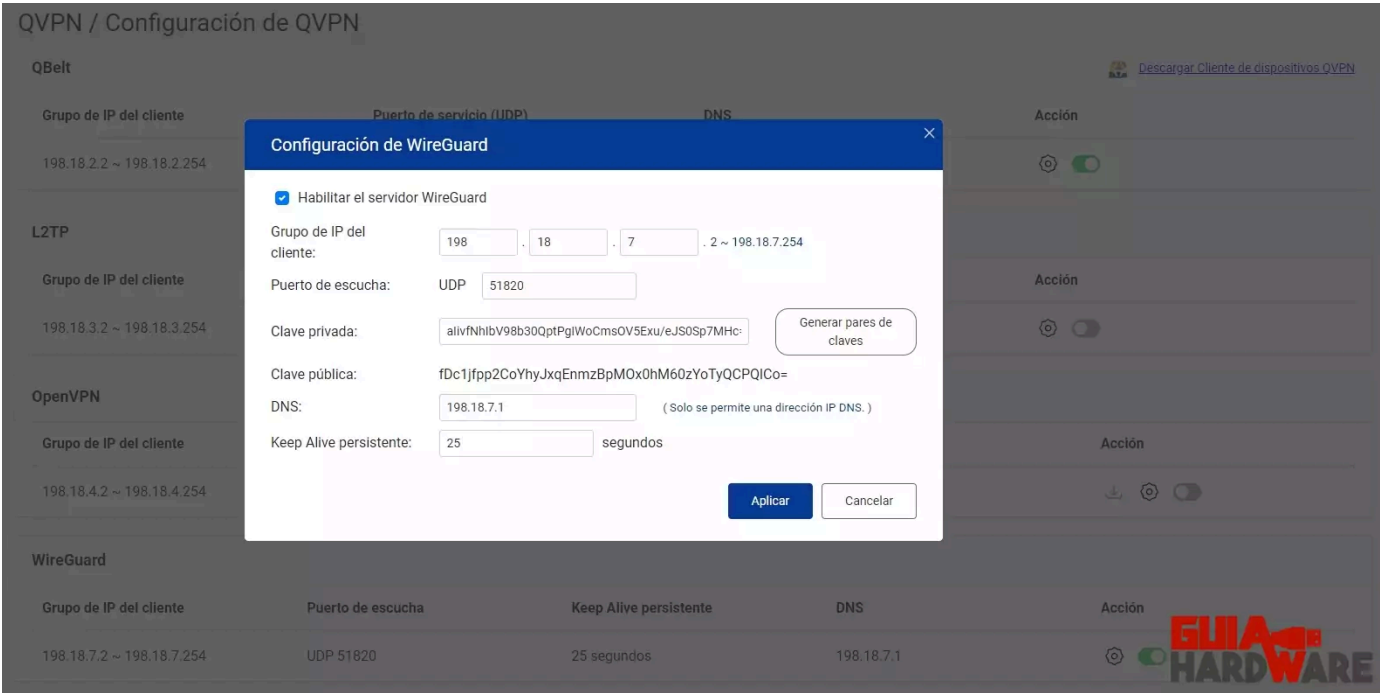 QVPN / Configuración de QVPN
QBelt
Descargar Cliente de dispositivos QVPN
Grupo de IP del cliente Puerto de servicio (UDP) DNS Acción
198.18.2.2 ~ 198.18.2.254
Configuración de WireGuard
Habilitar el servidor WireGuard
Grupo de IP del
cliente:
198 . 18 . 7 . 2 ~ 198.18.7.254
Puerto de escucha: UDP 51820
Clave privada: aIivfNhIbV98b30QptPgIWoCmsOV5Exu/eJS0Sp7MHc=
Generar pares de
claves
Clave pública: fDc1jfpp2CoYhyJxqEnmzBpMOx0hM60zYoTyQCPQlCo=
DNS: 198.18.7.1 ( Solo se permite una dirección IP DNS. )
Keep Alive persistente: 25 segundos
Aplicar Cancelar
L2TP
Grupo de IP del cliente Acción
198.18.3.2 ~ 198.18.3.254
OpenVPN
Grupo de IP del cliente Acción
198.18.4.2 ~ 198.18.4.254
WireGuard
Grupo de IP del cliente Puerto de escucha Keep Alive persistente DNS Acción
198.18.7.2 ~ 198.18.7.254 UDP 51820 25 segundos 198.18.7.1
GUIA
HARDWARE